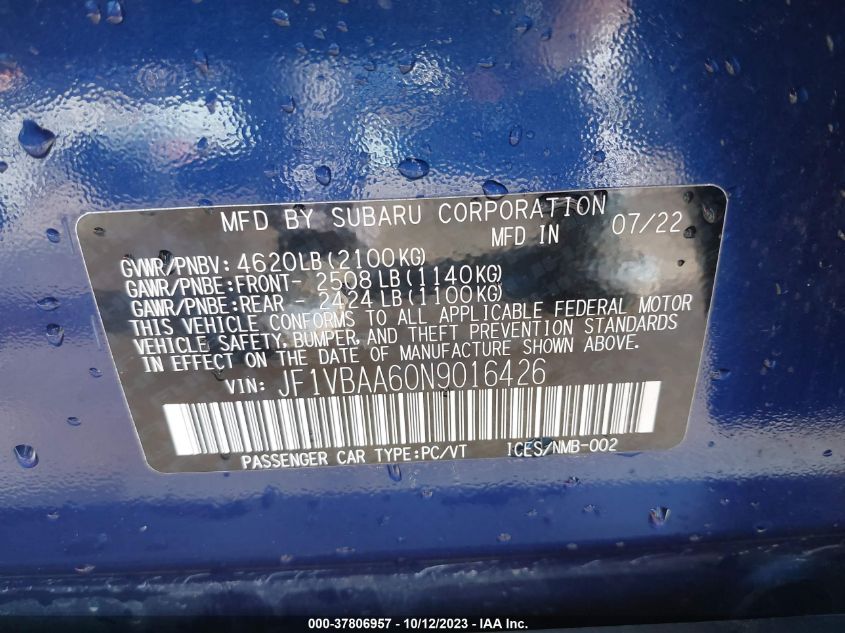 MFD BY SUBARU CORPORATION
MFD IN 07/22
GVWR/PNBV: 4620LB (2100KG)
GAWR/PNBE:FRONT- 2508 LB (1140KG)
GAWR/PNBE:REAR - 2424 LB (1100KG)
THIS VEHICLE CONFORMS TO ALL APPLICABLE FEDERAL MOTOR
VEHICLE SAFETY, BUMPER, AND THEFT PREVENTION STANDARDS
IN EFFECT ON THE DATE OF MANUFACTURE SHOWN ABOVE.
VIN: JF1VBAA60N9016426
PASSENGER CAR TYPE:PC/VT ICES/NMB-002
000-37806957 - 10/12/2023 - IAA Inc.